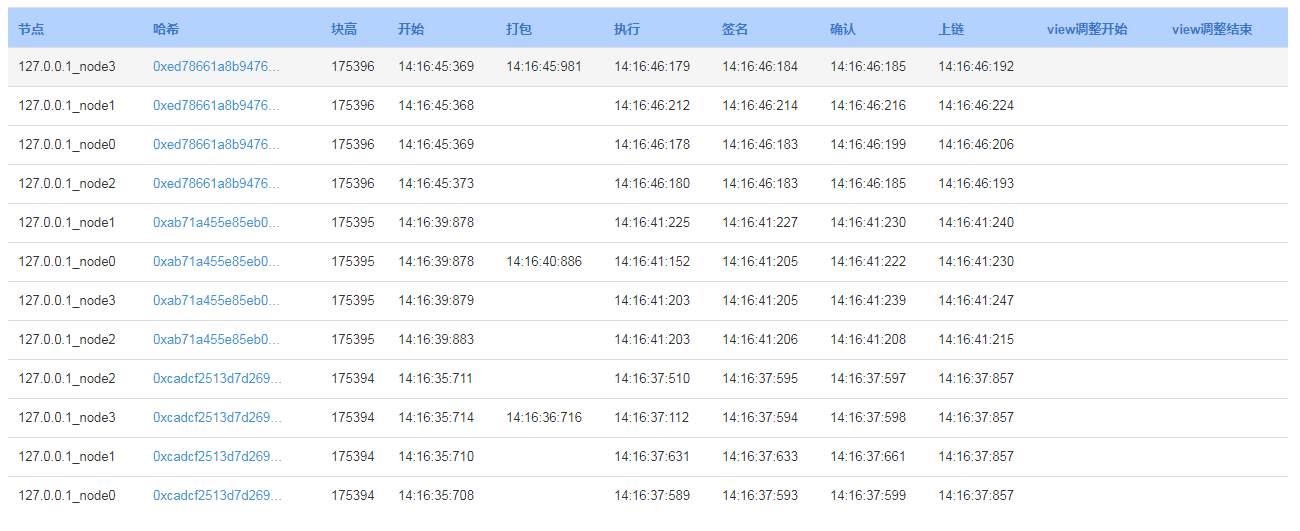 节点 哈希 块高 开始 打包 执行 签名 确认 上链 view调整开始 view调整结束
127.0.0.1_node3 0xed78661a8b9476... 175396 14:16:45:369 14:16:45:981 14:16:46:179 14:16:46:184 14:16:46:185 14:16:46:192
127.0.0.1_node1 0xed78661a8b9476... 175396 14:16:45:368 14:16:46:212 14:16:46:214 14:16:46:216 14:16:46:224
127.0.0.1_node0 0xed78661a8b9476... 175396 14:16:45:369 14:16:46:178 14:16:46:183 14:16:46:199 14:16:46:206
127.0.0.1_node2 0xed78661a8b9476... 175396 14:16:45:373 14:16:46:180 14:16:46:183 14:16:46:185 14:16:46:193
127.0.0.1_node1 0xab71a455e85eb0... 175395 14:16:39:878 14:16:41:225 14:16:41:227 14:16:41:230 14:16:41:240
127.0.0.1_node0 0xab71a455e85eb0... 175395 14:16:39:878 14:16:40:886 14:16:41:152 14:16:41:205 14:16:41:222 14:16:41:230
127.0.0.1_node3 0xab71a455e85eb0... 175395 14:16:39:879 14:16:41:203 14:16:41:205 14:16:41:239 14:16:41:247
127.0.0.1_node2 0xab71a455e85eb0... 175395 14:16:39:883 14:16:41:203 14:16:41:206 14:16:41:208 14:16:41:215
127.0.0.1_node2 0xcadcf2513d7d269... 175394 14:16:35:711 14:16:37:510 14:16:37:595 14:16:37:597 14:16:37:857
127.0.0.1_node3 0xcadcf2513d7d269... 175394 14:16:35:714 14:16:36:716 14:16:37:112 14:16:37:594 14:16:37:598 14:16:37:857
127.0.0.1_node1 0xcadcf2513d7d269... 175394 14:16:35:710 14:16:37:631 14:16:37:633 14:16:37:661 14:16:37:857
127.0.0.1_node0 0xcadcf2513d7d269... 175394 14:16:35:708 14:16:37:589 14:16:37:593 14:16:37:599 14:16:37:857